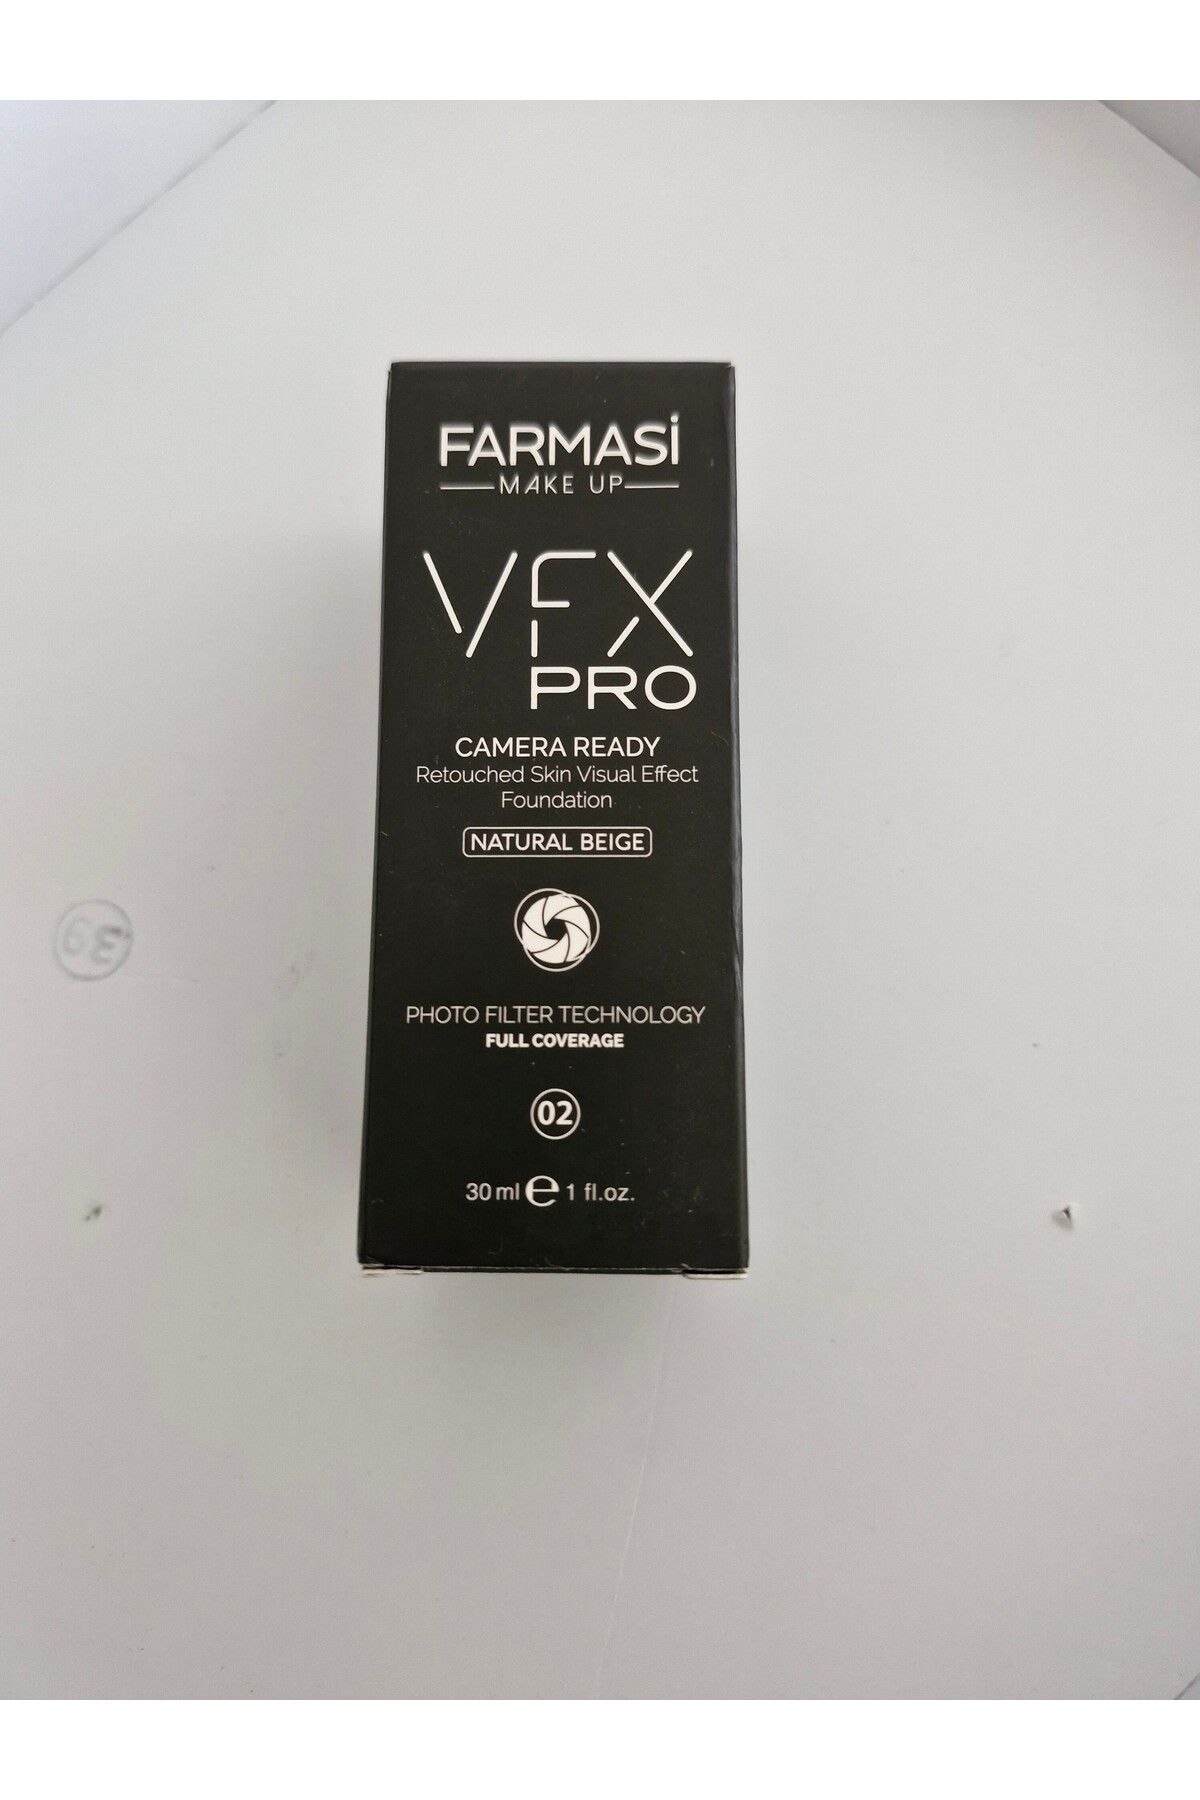 FARMASİ
MAKE UP
VFX
PRO
CAMERA READY
Retouched Skin Visual Effect
Foundation
NATURAL BEIGE
PHOTO FILTER TECHNOLOGY
FULL COVERAGE
02
30 ml e 1 fl.oz.